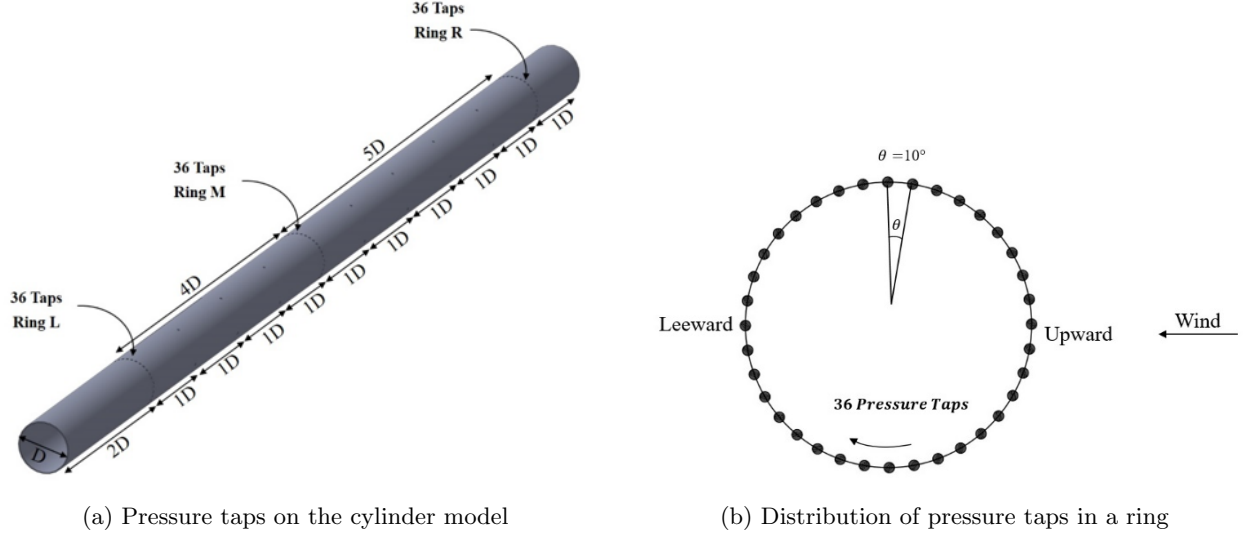 36 Taps
Ring R
5D
1D
1D
1D
1D
1D
1D
1D
1D
1D
1D
36 Taps
Ring M
4D
36 Taps
Ring L
2D
D
(a) Pressure taps on the cylinder model
θ =10°
θ
Leeward
Upward
Wind
36 Pressure Taps
(b) Distribution of pressure taps in a ring